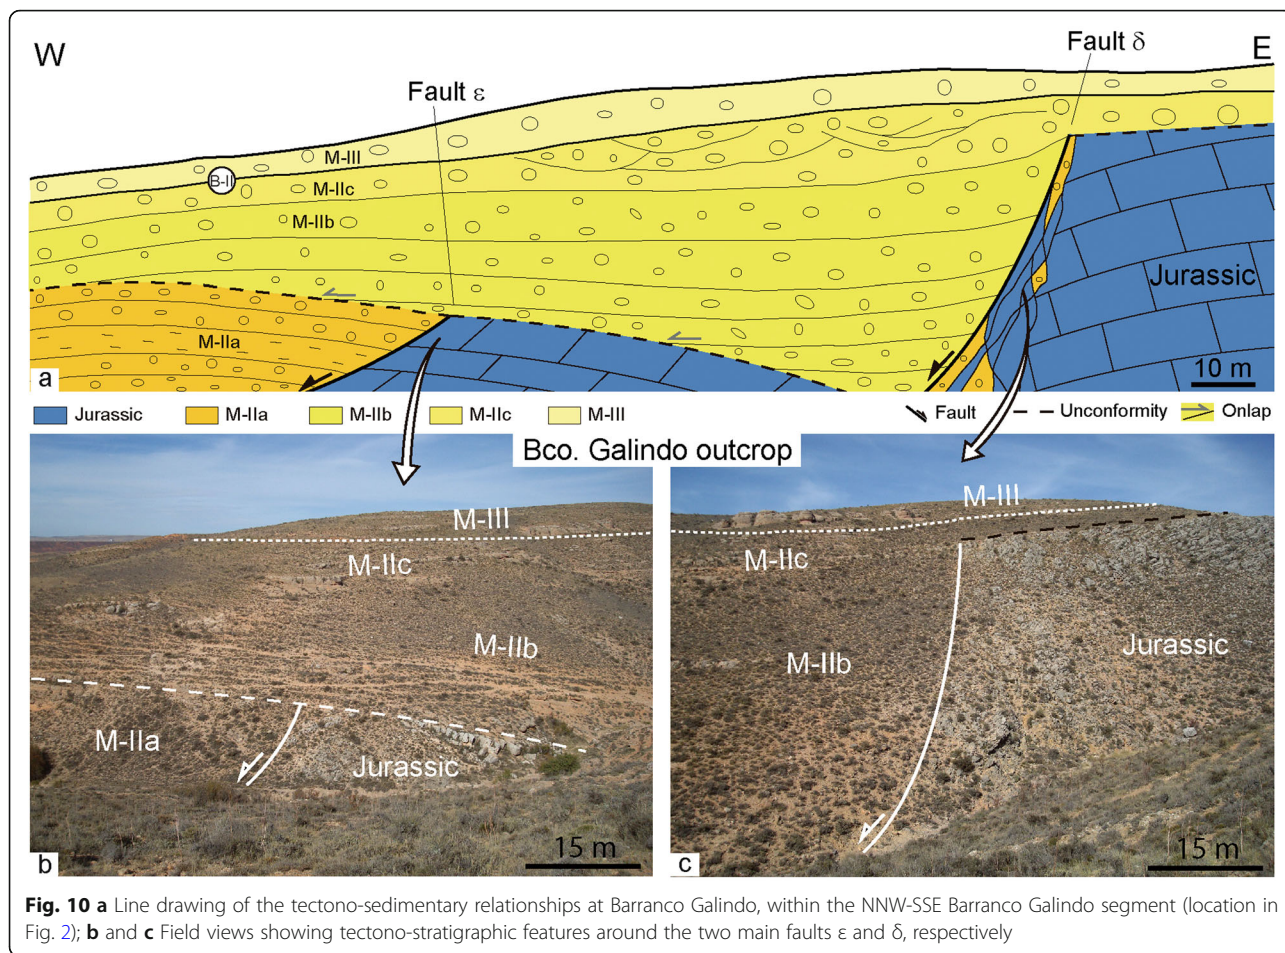 W
E
Fault δ
Fault ε
M-III
B-II
M-IIc
M-IIb
M-IIa
Jurassic
a
10 m
Jurassic
M-IIa
M-IIb
M-IIc
M-III
Fault
Unconformity
Onlap
Bco. Galindo outcrop
M-III
M-IIc
M-IIb
M-IIa
Jurassic
b
15 m
M-III
M-IIc
M-IIb
Jurassic
c
15 m
Fig. 10 a Line drawing of the tectono-sedimentary relationships at Barranco Galindo, within the NNW-SSE Barranco Galindo segment (location in
Fig. 2); b and c Field views showing tectono-stratigraphic features around the two main faults ε and δ, respectively